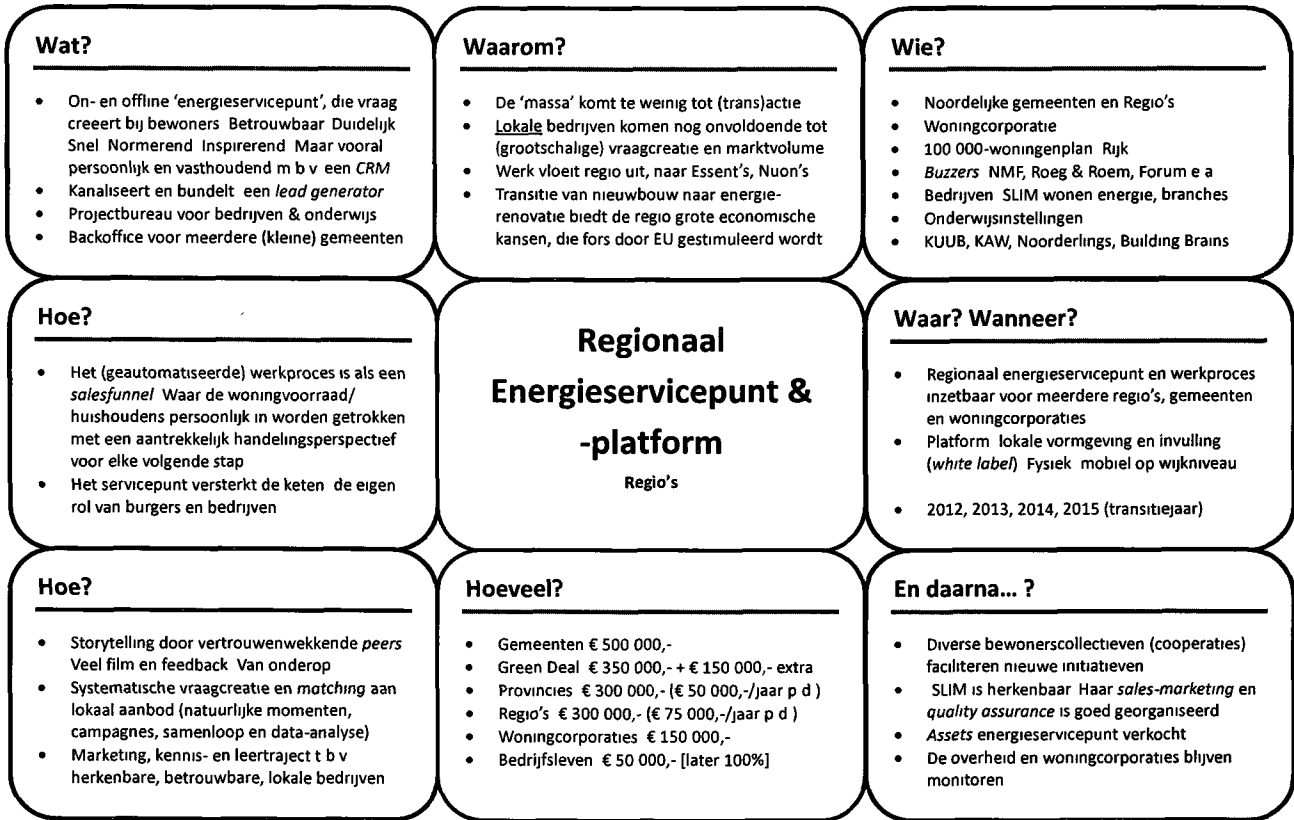 Wat?
• On- en offline 'energieservicepunt', die vraag
creeert bij bewoners Betrouwbaar Duidelijk
Snel Normerend Inspirerend Maar vooral
persoonlijk en vasthoudend m b v een CRM
• Kanaliseert en bundelt een lead generator
• Projectbureau voor bedrijven & onderwijs
• Backoffice voor meerdere (kleine) gemeenten
Waarom?
• De 'massa' komt te weinig tot (trans)actie
• Lokale bedrijven komen nog onvoldoende tot
(grootschalige) vraagcreatie en marktvolume
• Werk vloeit regio uit, naar Essent's, Nuon's
• Transitie van nieuwbouw naar energie-
renovatie biedt de regio grote economische
kansen, die fors door EU gestimuleerd wordt
Wie?
• Noordelijke gemeenten en Regio's
• Woningcorporatie
• 100 000-woningenplan Rijk
• Buzzers NMF, Roeg & Roem, Forum e a
• Bedrijven SLIM wonen energie, branches
• Onderwijsinstellingen
• KUUB, KAW, Noorderlings, Building Brains
Hoe?
• Het (geautomatiseerde) werkproces is als een
salesfunnel Waar de woningvoorraad/
huishoudens persoonlijk in worden getrokken
met een aantrekkelijk handelingsperspectief
voor elke volgende stap
• Het servicepunt versterkt de keten de eigen
rol van burgers en bedrijven
Regionaal
Energieservicepunt &
-platform
Regio's
Waar? Wanneer?
• Regionaal energieservicepunt en werkproces
inzetbaar voor meerdere regio's, gemeenten
en woningcorporaties
• Platform lokale vormgeving en invulling
(white label) Fysiek mobiel op wijkniveau
• 2012, 2013, 2014, 2015 (transitiejaar)
Hoe?
• Storytelling door vertrouwenwekkende peers
Veel film en feedback Van onderop
• Systematische vraagcreatie en matching aan
lokaal aanbod (natuurlijke momenten,
campagnes, samenloop en data-analyse)
• Marketing, kennis- en leertraject t b v
herkenbare, betrouwbare, lokale bedrijven
Hoeveel?
• Gemeenten € 500 000,-
• Green Deal € 350 000,- + € 150 000,- extra
• Provincies € 300 000,- (€ 50 000,-/jaar p d )
• Regio's € 300 000,- (€ 75 000,-/jaar p d )
• Woningcorporaties € 150 000,-
• Bedrijfsleven € 50 000,- [later 100%]
En daarna... ?
• Diverse bewonerscollectieven (cooperaties)
faciliteren nieuwe initiatieven
• SLIM is herkenbaar Haar sales-marketing en
quality assurance is goed georganiseerd
• Assets energieservicepunt verkocht
• De overheid en woningcorporaties blijven
monitoren